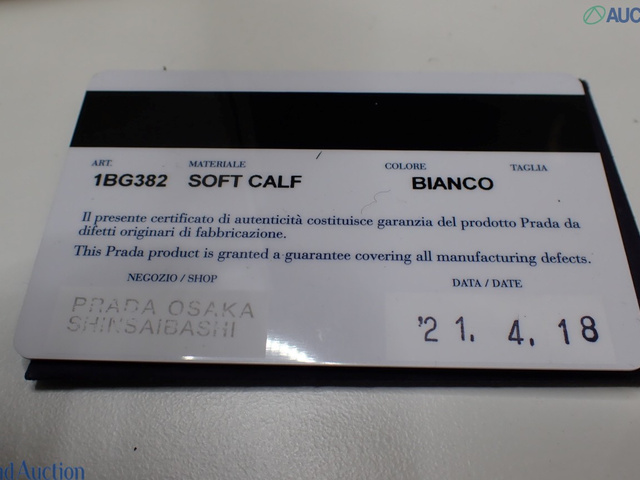 AUC
ART. MATERIALE COLORE TAGLIA
1BG382 SOFT CALF BIANCO
Il presente certificato di autenticità costituisce garanzia del prodotto Prada da
difetti originari di fabbricazione.
This Prada product is granted a guarantee covering all manufacturing defects.
NEGOZIO / SHOP DATA / DATE
PRADA OSAKA
SHINSAIBASHI
'21. 4. 18
nd Auction